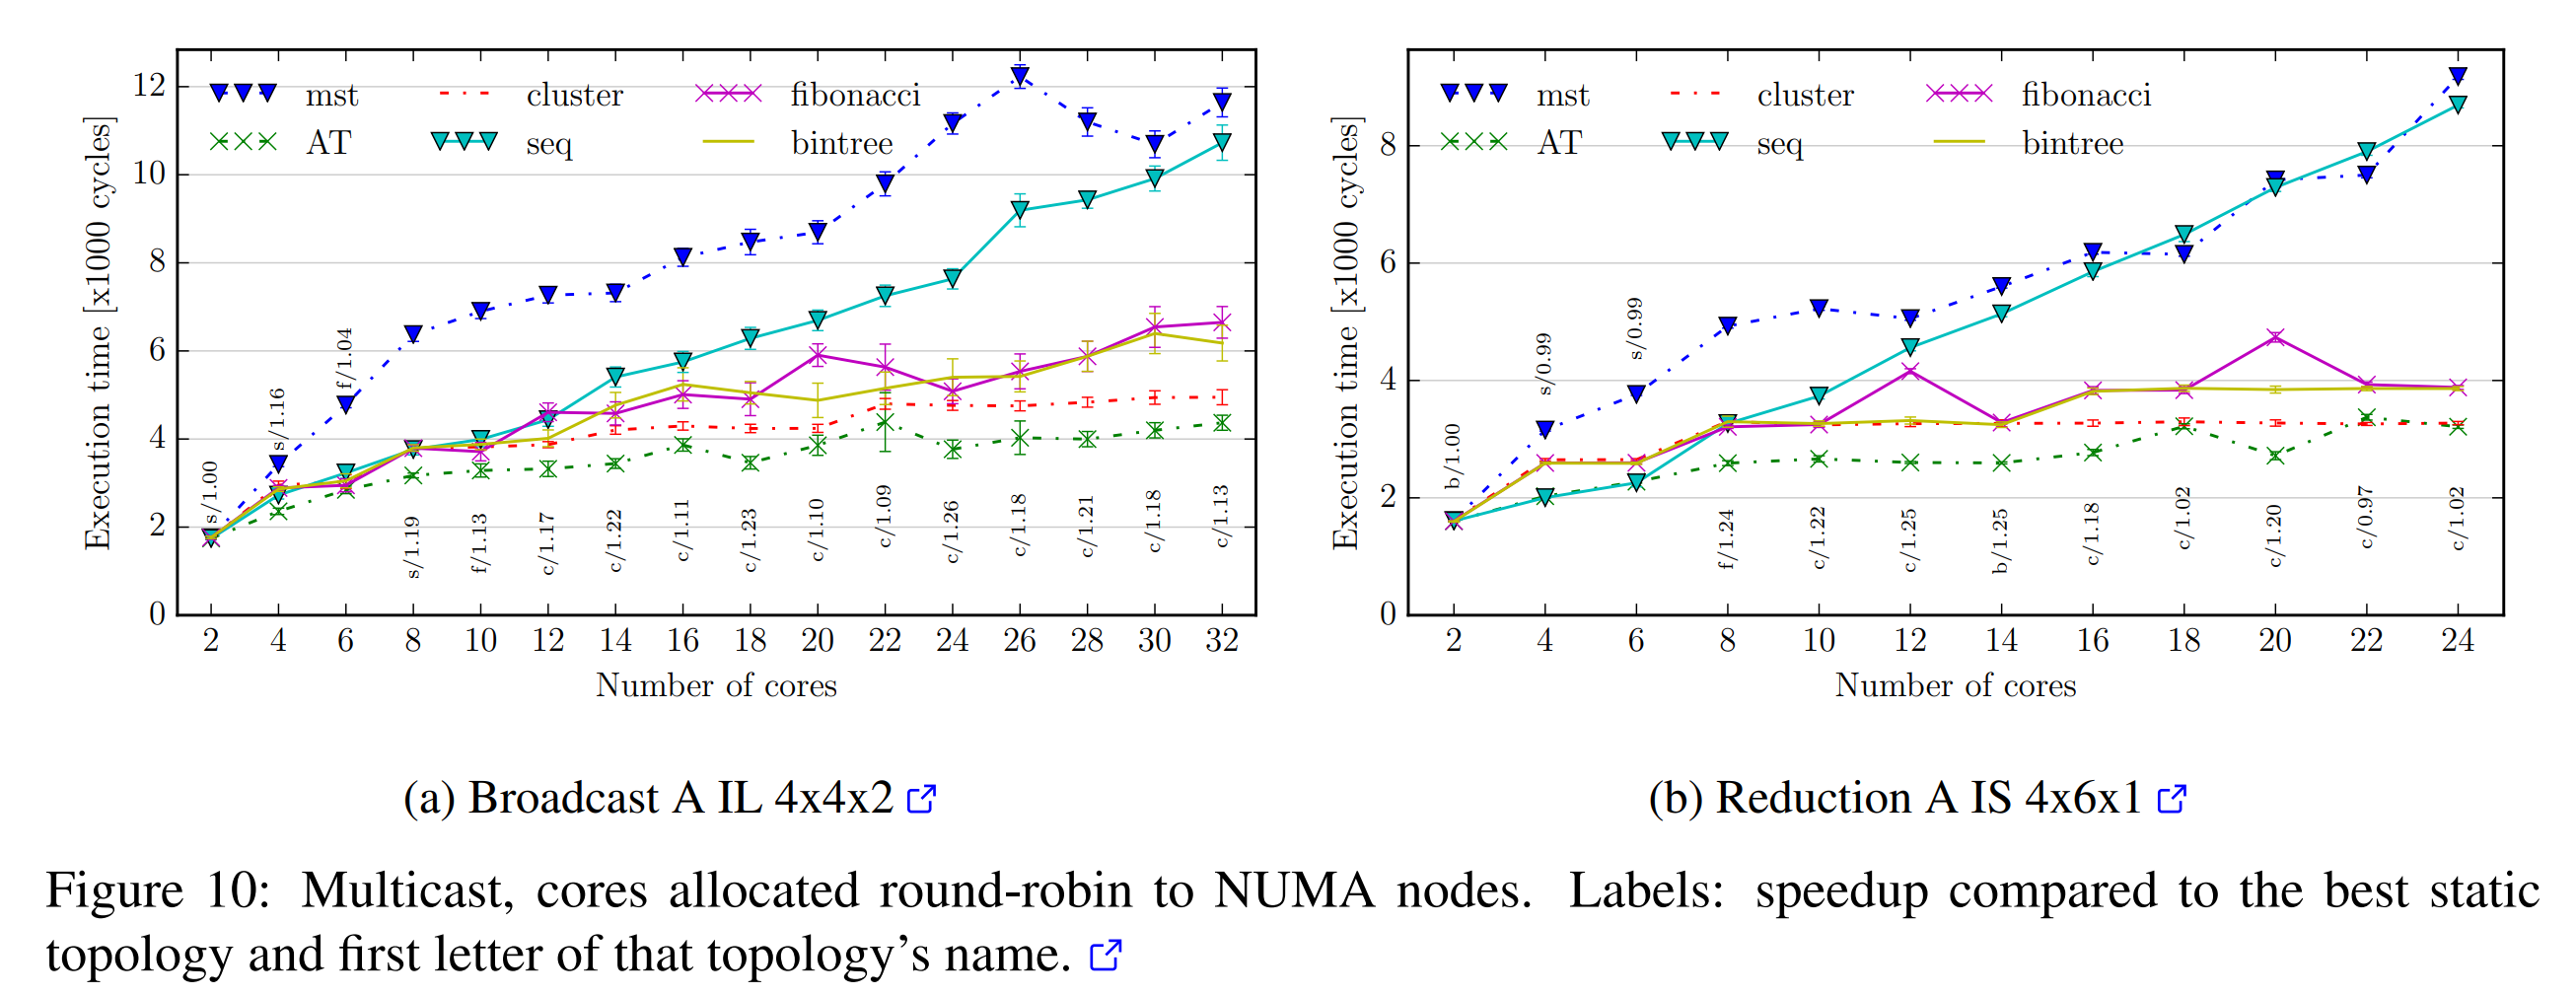 mst cluster fibonacci
AT seq bintree
Execution time [x1000 cycles]
12
10
8
6
4
2
0
s/1.00
s/1.16
f/1.04
s/1.19
f/1.13
c/1.17
c/1.22
c/1.11
c/1.23
c/1.10
c/1.09
c/1.26
c/1.18
c/1.21
c/1.18
c/1.13
2 4 6 8 10 12 14 16 18 20 22 24 26 28 30 32
Number of cores
(a) Broadcast A IL 4x4x2
mst cluster fibonacci
AT seq bintree
Execution time [x1000 cycles]
8
6
4
2
0
b/1.00
s/0.99
s/0.99
f/1.24
c/1.22
c/1.25
b/1.25
c/1.18
c/1.02
c/1.20
c/0.97
c/1.02
2 4 6 8 10 12 14 16 18 20 22 24
Number of cores
(b) Reduction A IS 4x6x1
Figure 10: Multicast, cores allocated round-robin to NUMA nodes. Labels: speedup compared to the best static
topology and first letter of that topology's name.